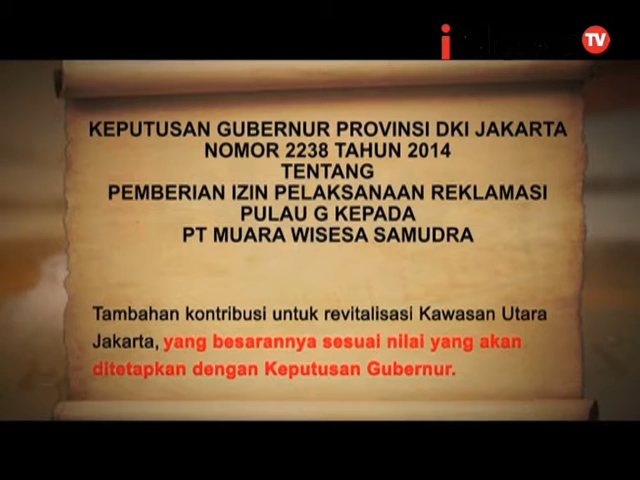 i TV
KEPUTUSAN GUBERNUR PROVINSI DKI JAKARTA
NOMOR 2238 TAHUN 2014
TENTANG
PEMBERIAN IZIN PELAKSANAAN REKLAMASI
PULAU G KEPADA
PT MUARA WISESA SAMUDRA
Tambahan kontribusi untuk revitalisasi Kawasan Utara
Jakarta, yang besarannya sesuai nilai yang akan
ditetapkan dengan Keputusan Gubernur.